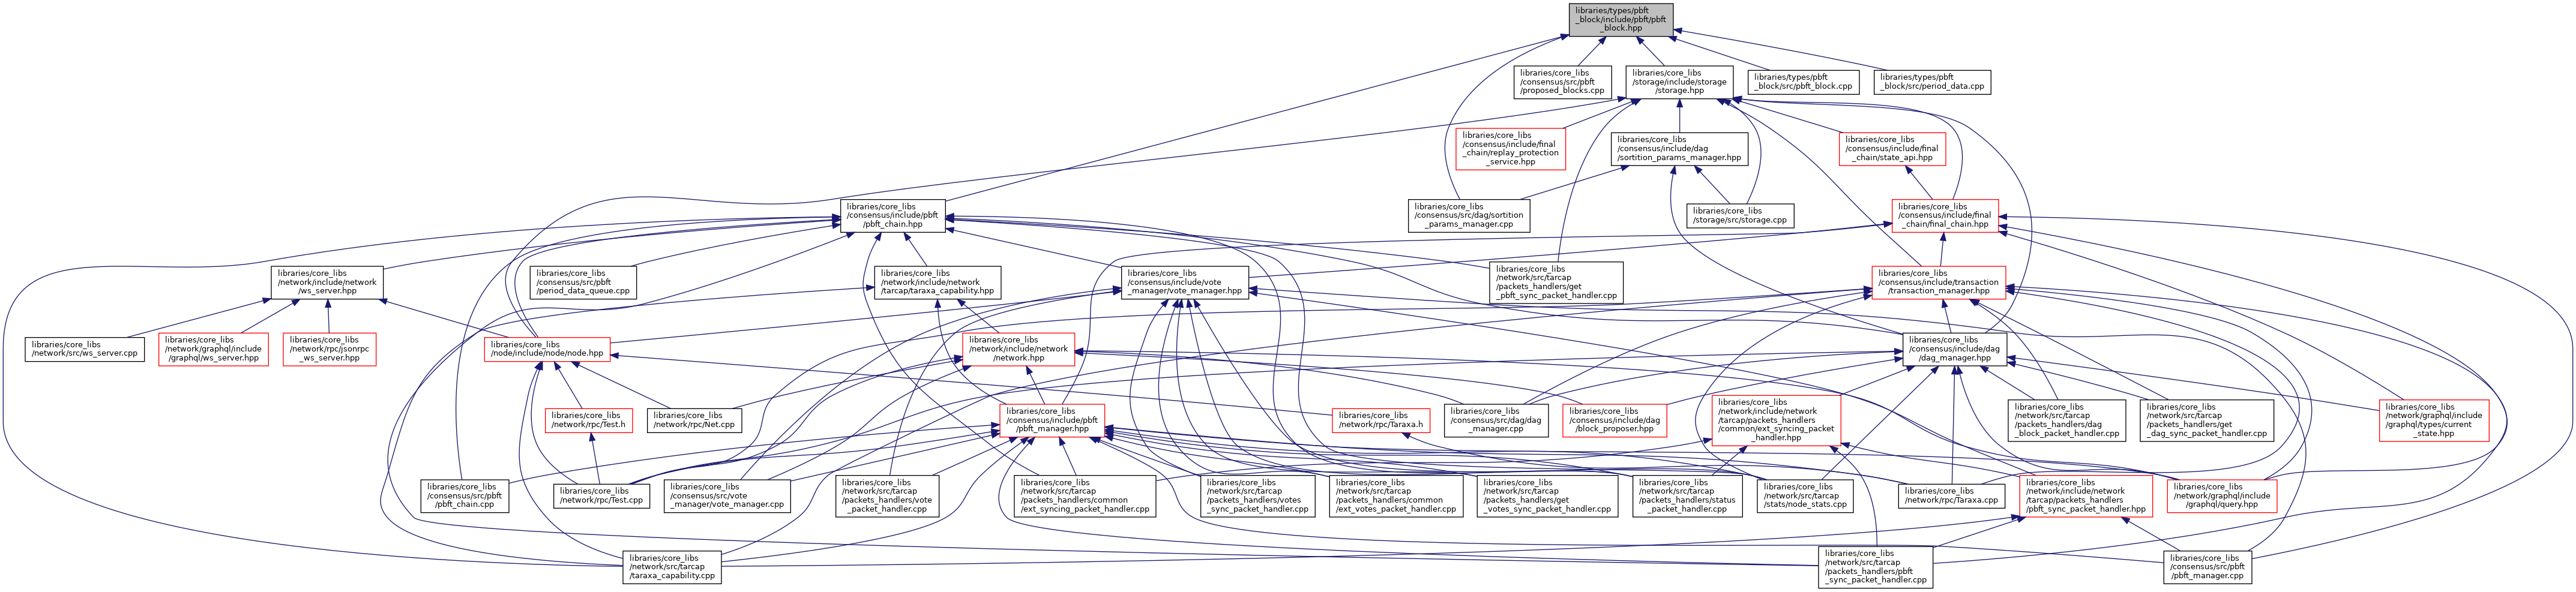 libraries/types/pbft
_block/include/pbft/pbft
_block.hpp
libraries/core_libs
/consensus/src/pbft
/proposed_blocks.cpp
libraries/core_libs
/storage/include/storage
/storage.hpp
libraries/types/pbft
_block/src/pbft_block.cpp
libraries/types/pbft
_block/src/period_data.cpp
libraries/core_libs
/consensus/include/final
_chain/replay_protection
_service.hpp
libraries/core_libs
/consensus/include/dag
/sortition_params_manager.hpp
libraries/core_libs
/consensus/include/final
_chain/state_api.hpp
libraries/core_libs
/consensus/include/pbft
/pbft_chain.hpp
libraries/core_libs
/consensus/src/dag/sortition
_params_manager.cpp
libraries/core_libs
/storage/src/storage.cpp
libraries/core_libs
/consensus/include/final
_chain/final_chain.hpp
libraries/core_libs
/network/include/network
/ws_server.hpp
libraries/core_libs
/consensus/src/pbft
/period_data_queue.cpp
libraries/core_libs
/network/include/network
/tarcap/taraxa_capability.hpp
libraries/core_libs
/consensus/include/vote
_manager/vote_manager.hpp
libraries/core_libs
/network/src/tarcap
/packets_handlers/get
_pbft_sync_packet_handler.cpp
libraries/core_libs
/consensus/include/transaction
/transaction_manager.hpp
libraries/core_libs
/network/src/ws_server.cpp
libraries/core_libs
/network/graphql/include
/graphql/ws_server.hpp
libraries/core_libs
/network/rpc/jsonrpc
_ws_server.hpp
libraries/core_libs
/node/include/node/node.hpp
libraries/core_libs
/network/include/network
/network.hpp
libraries/core_libs
/consensus/include/dag
/dag_manager.hpp
libraries/core_libs
/network/rpc/Test.h
libraries/core_libs
/network/rpc/Net.cpp
libraries/core_libs
/consensus/include/pbft
/pbft_manager.hpp
libraries/core_libs
/network/rpc/Taraxa.h
libraries/core_libs
/consensus/src/dag/dag
_manager.cpp
libraries/core_libs
/consensus/include/dag
/block_proposer.hpp
libraries/core_libs
/network/include/network
/tarcap/packets_handlers
/common/ext_syncing_packet
_handler.hpp
libraries/core_libs
/network/src/tarcap
/packets_handlers/dag
_block_packet_handler.cpp
libraries/core_libs
/network/src/tarcap
/packets_handlers/get
_dag_sync_packet_handler.cpp
libraries/core_libs
/network/graphql/include
/graphql/types/current
_state.hpp
libraries/core_libs
/consensus/src/pbft
/pbft_chain.cpp
libraries/core_libs
/network/rpc/Test.cpp
libraries/core_libs
/consensus/src/vote
_manager/vote_manager.cpp
libraries/core_libs
/network/src/tarcap
/packets_handlers/vote
_packet_handler.cpp
libraries/core_libs
/network/src/tarcap
/packets_handlers/common
/ext_syncing_packet_handler.cpp
libraries/core_libs
/network/src/tarcap
/packets_handlers/votes
_sync_packet_handler.cpp
libraries/core_libs
/network/src/tarcap
/packets_handlers/common
/ext_votes_packet_handler.cpp
libraries/core_libs
/network/src/tarcap
/packets_handlers/get
_votes_sync_packet_handler.cpp
libraries/core_libs
/network/src/tarcap
/packets_handlers/status
_packet_handler.cpp
libraries/core_libs
/network/src/tarcap
/stats/node_stats.cpp
libraries/core_libs
/network/rpc/Taraxa.cpp
libraries/core_libs
/network/include/network
/tarcap/packets_handlers
/pbft_sync_packet_handler.hpp
libraries/core_libs
/network/graphql/include
/graphql/query.hpp
libraries/core_libs
/network/src/tarcap
/taraxa_capability.cpp
libraries/core_libs
/network/src/tarcap
/packets_handlers/pbft
_sync_packet_handler.cpp
libraries/core_libs
/consensus/src/pbft
/pbft_manager.cpp